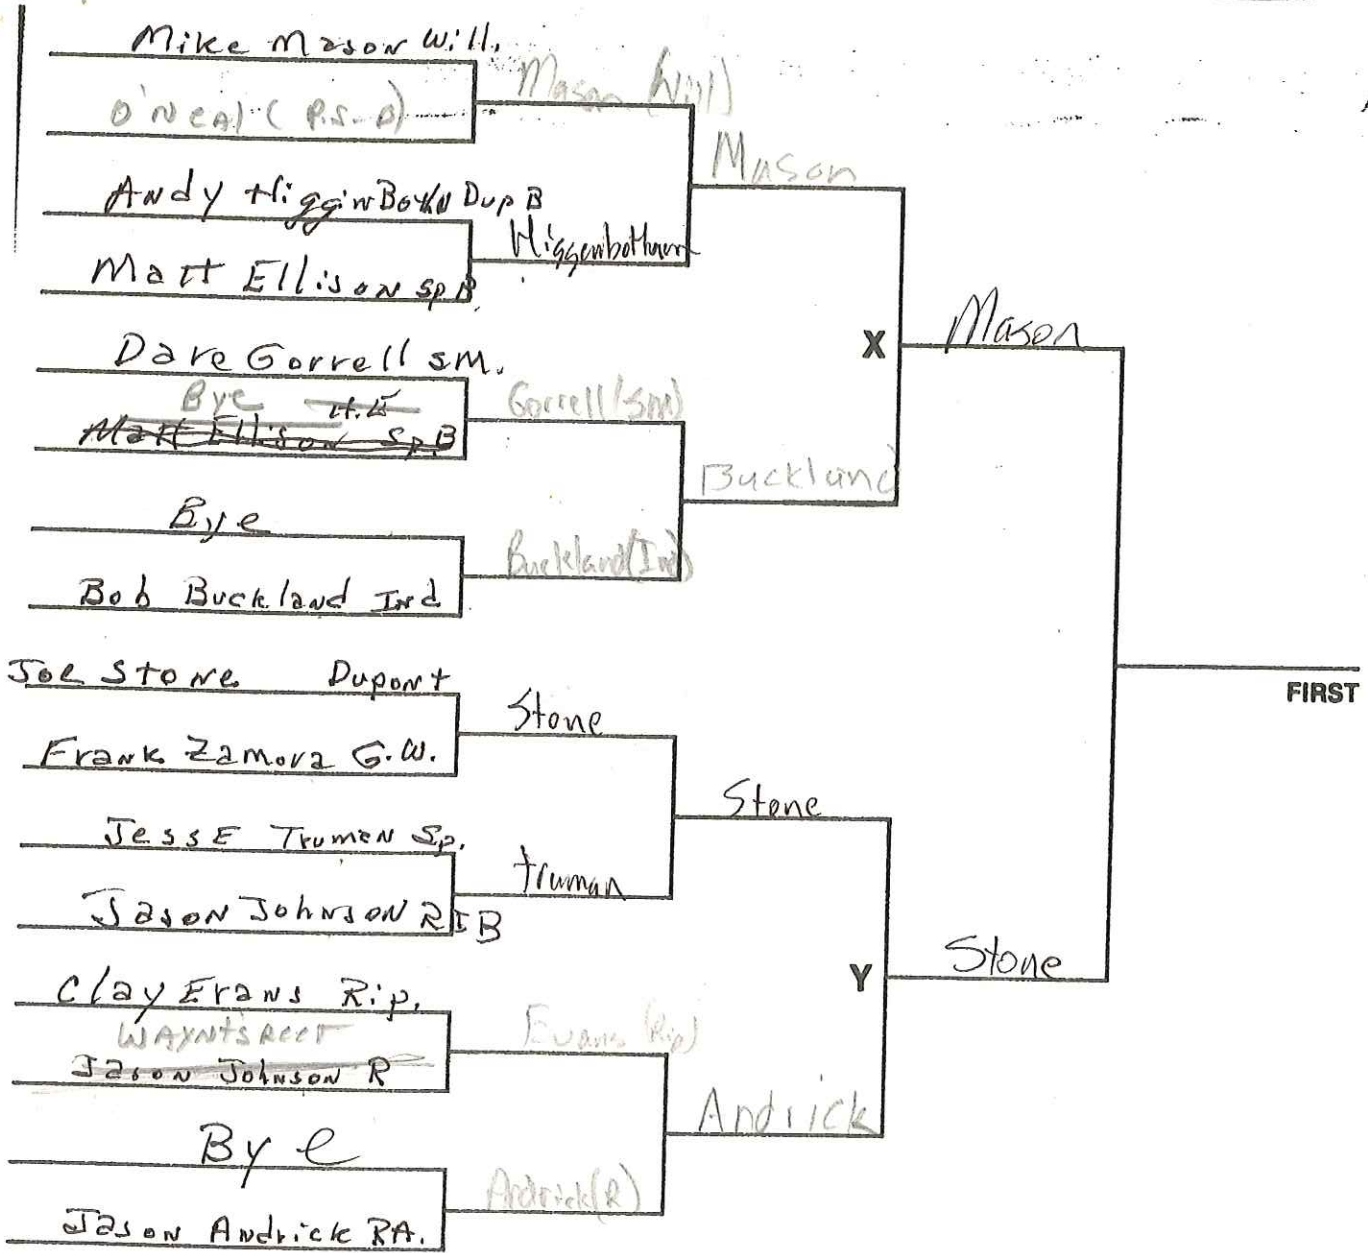 Mike Mason Will.
Mason (Will)
O'Neal (P.S. B)
Mason
Andy HigginBoth Dup B
Higgenbotham
Matt Ellison Sp B
Mason
X
Dave Gorrell SM.
Bye
Gorrell (SM)
Matt Ellison Sp. B
Buckland
Bye
Buckland (Ind)
Bob Buckland Ind
Joe Stone Dupont
FIRST
Stone
Frank Zamora G.W.
Stone
Jesse Trumen Sp.
truman
Jason Johnson RIB
Stone
Y
Clay Evans Rip.
Evans (Rip)
Jason Johnson R
Andrick
Bye
Andrick (R)
Jason Andrick RA.